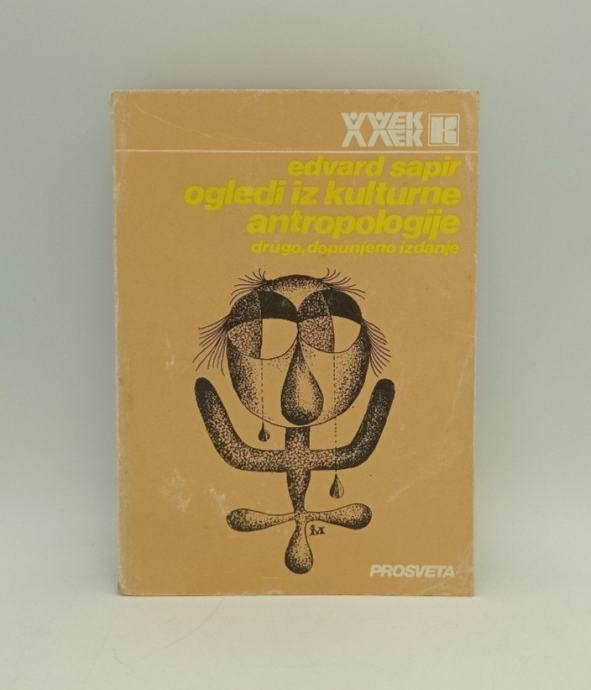 XX VEK
edvard sapir
ogledi iz kulturne
antropologije
drugo, dopunjeno izdanje
PROSVETA